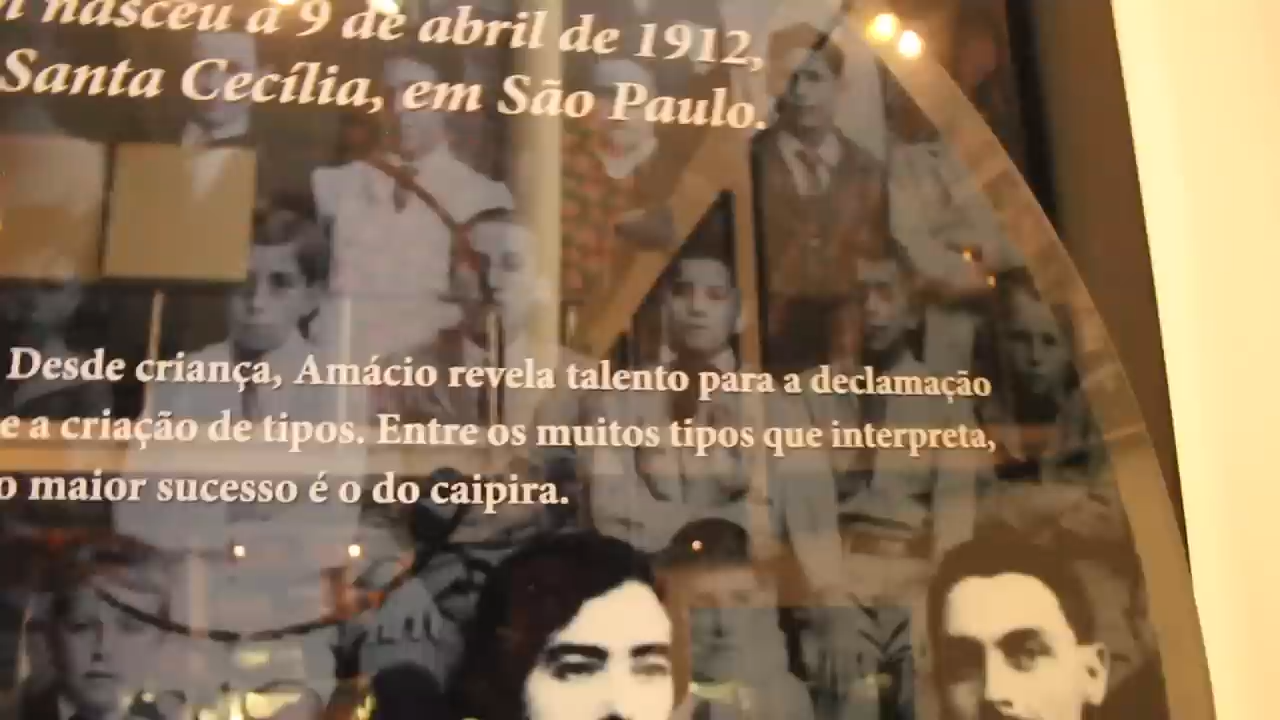 nasceu a 9 de abril de 1912,
Santa Cecília, em São Paulo.
Desde criança, Amácio revela talento para a declamação
e a criação de tipos. Entre os muitos tipos que interpreta,
o maior sucesso é o do caipira.